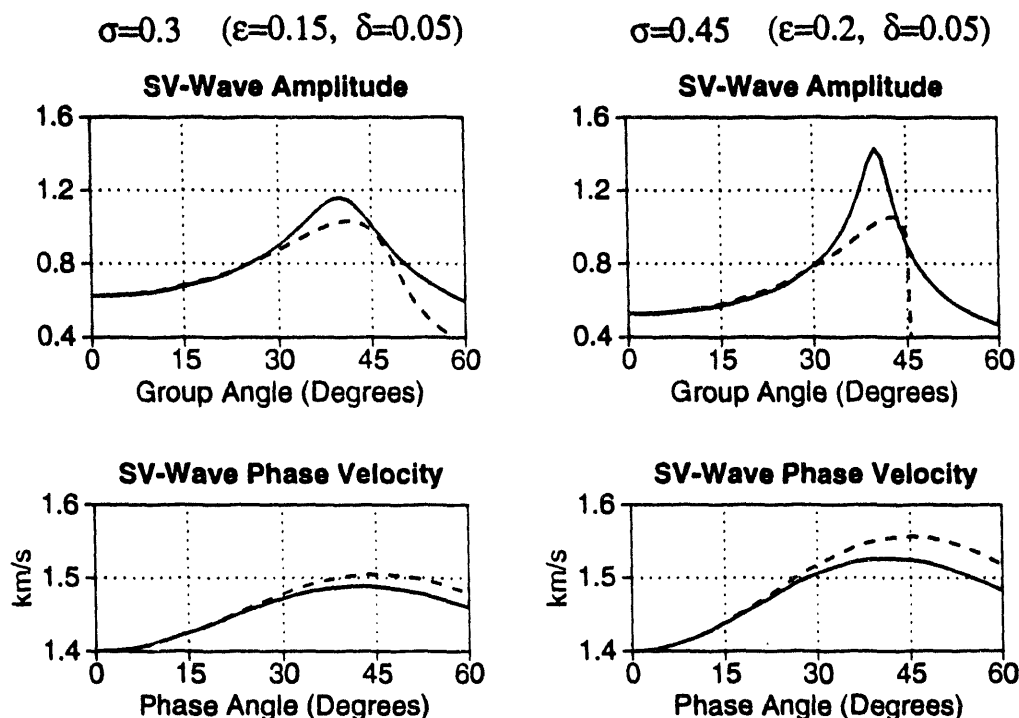 σ=0.3 (ε=0.15, δ=0.05)
SV-Wave Amplitude
1.6
1.2
0.8
0.4
0 15 30 45 60
Group Angle (Degrees)
σ=0.45 (ε=0.2, δ=0.05)
SV-Wave Amplitude
1.6
1.2
0.8
0.4
0 15 30 45 60
Group Angle (Degrees)
SV-Wave Phase Velocity
km/s
1.6
1.5
1.4
0 15 30 45 60
Phase Angle (Degrees)
SV-Wave Phase Velocity
km/s
1.6
1.5
1.4
0 15 30 45 60
Phase Angle (Degrees)